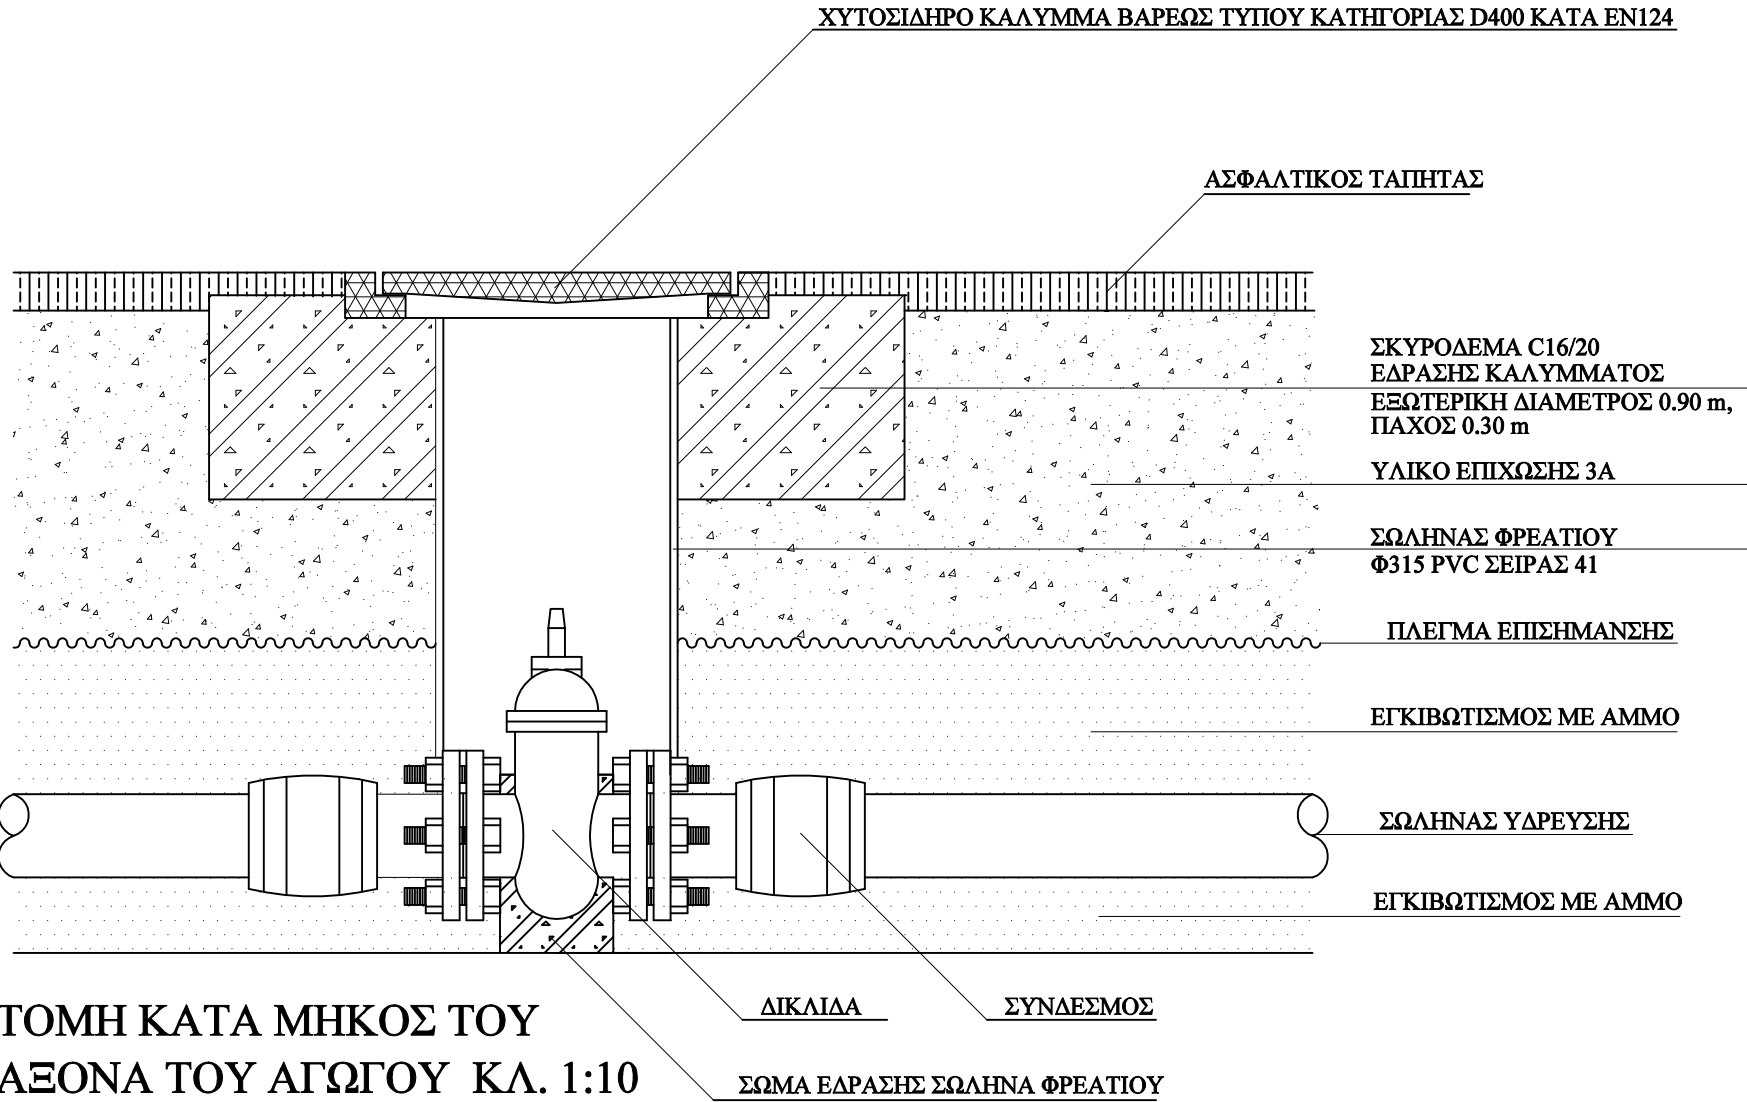 ΧΥΤΟΣΙΔΗΡΟ ΚΑΛΥΜΜΑ ΒΑΡΕΩΣ ΤΥΠΟΥ ΚΑΤΗΓΟΡΙΑΣ D400 ΚΑΤΑ EN124
ΑΣΦΑΛΤΙΚΟΣ ΤΑΠΗΤΑΣ
ΣΚΥΡΟΔΕΜΑ C16/20
ΕΔΡΑΣΗΣ ΚΑΛΥΜΜΑΤΟΣ
ΕΞΩΤΕΡΙΚΗ ΔΙΑΜΕΤΡΟΣ 0.90 m,
ΠΑΧΟΣ 0.30 m
ΥΛΙΚΟ ΕΠΙΧΩΣΗΣ 3Α
ΣΩΛΗΝΑΣ ΦΡΕΑΤΙΟΥ
Φ315 PVC ΣΕΙΡΑΣ 41
ΠΛΕΓΜΑ ΕΠΙΣΗΜΑΝΣΗΣ
ΕΓΚΙΒΩΤΙΣΜΟΣ ΜΕ ΑΜΜΟ
ΣΩΛΗΝΑΣ ΥΔΡΕΥΣΗΣ
ΕΓΚΙΒΩΤΙΣΜΟΣ ΜΕ ΑΜΜΟ
ΔΙΚΛΙΔΑ
ΣΥΝΔΕΣΜΟΣ
ΣΩΜΑ ΕΔΡΑΣΗΣ ΣΩΛΗΝΑ ΦΡΕΑΤΙΟΥ
ΤΟΜΗ ΚΑΤΑ ΜΗΚΟΣ ΤΟΥ
ΑΞΟΝΑ ΤΟΥ ΑΓΩΓΟΥ ΚΛ. 1:10